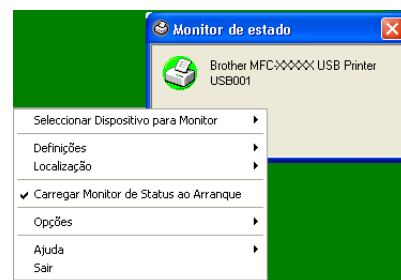 Monitor de estado
Brother MFC-XXXXX USB Printer
USB001
Seleccionar Dispositivo para Monitor
Definições
Localização
Carregar Monitor de Status ao Arranque
Opções
Ajuda
Sair